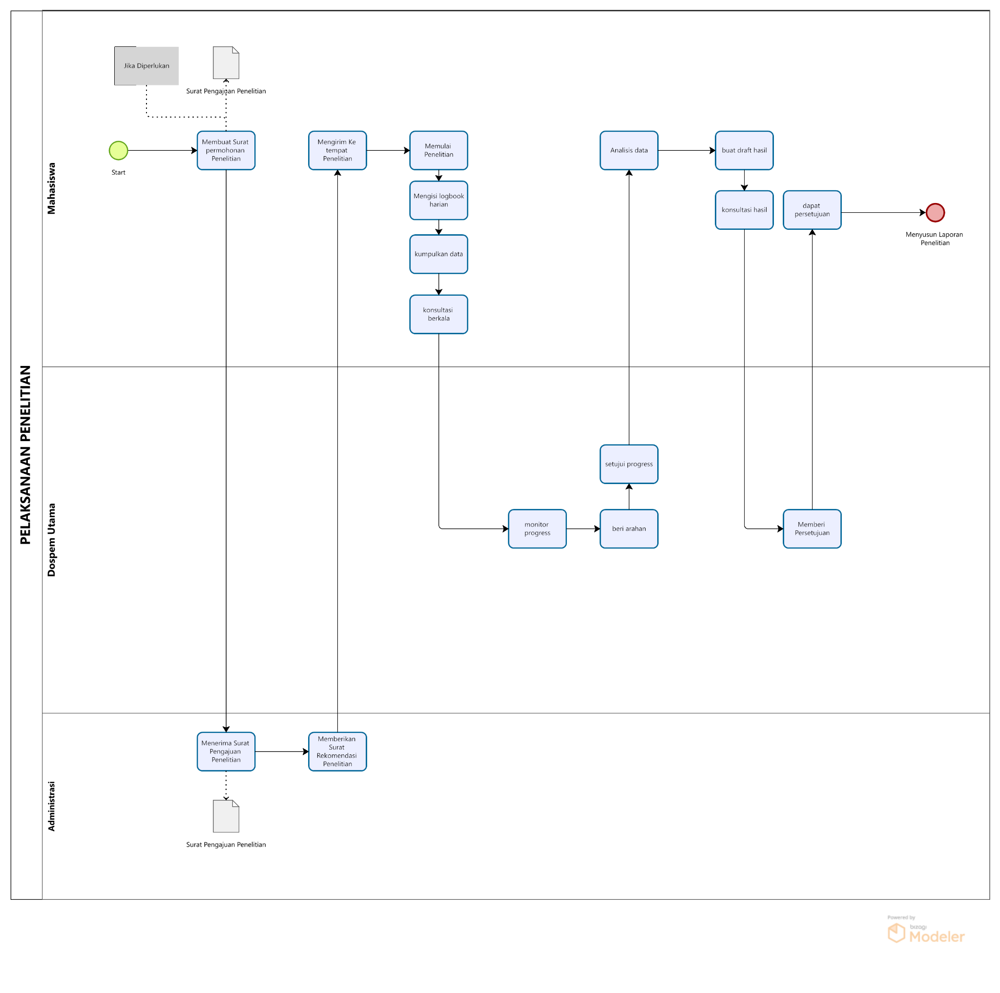 PELAKSANAAN PENELITIAN
Mahasiswa
Jika Diperlukan
Surat Pengajuan Penelitian
Start
Membuat Surat
permohonan
Penelitian
Mengirim Ke
tempat
Penelitian
Memulai
Penelitian
Mengisi logbook
harian
kumpulkan data
konsultasi
berkala
Analisis data
buat draft hasil
konsultasi hasil
dapat
persetujuan
Menyusun Laporan
Penelitian
Dospem Utama
setujui progress
monitor
progress
beri arahan
Memberi
Persetujuan
Administrasi
Menerima Surat
Pengajuan
Penelitian
Memberikan
Surat
Rekomendasi
Penelitian
Surat Pengajuan Penelitian
Powered by
bizagi
Modeler